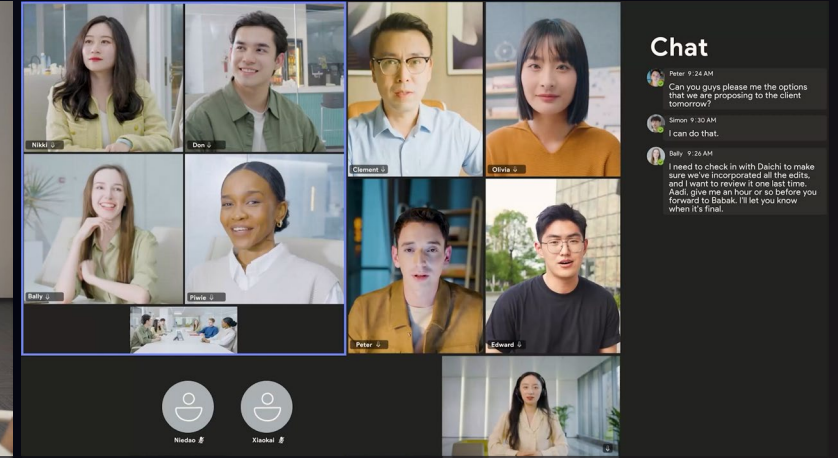 Nikki
Don
Clement
Olivia
Bally
Piwie
Peter
Edward
Niedao
Xiaokai
Chat
Peter 9:24 AM
Can you guys please me the options
that we are proposing to the client
tomorrow?
Simon 9:30 AM
I can do that.
Bally 9:26 AM
I need to check in with Daichi to make
sure we've incorporated all the edits,
and I want to review it one last time.
Aadi, give me an hour or so before you
forward to Babak. I'll let you know
when it's final.